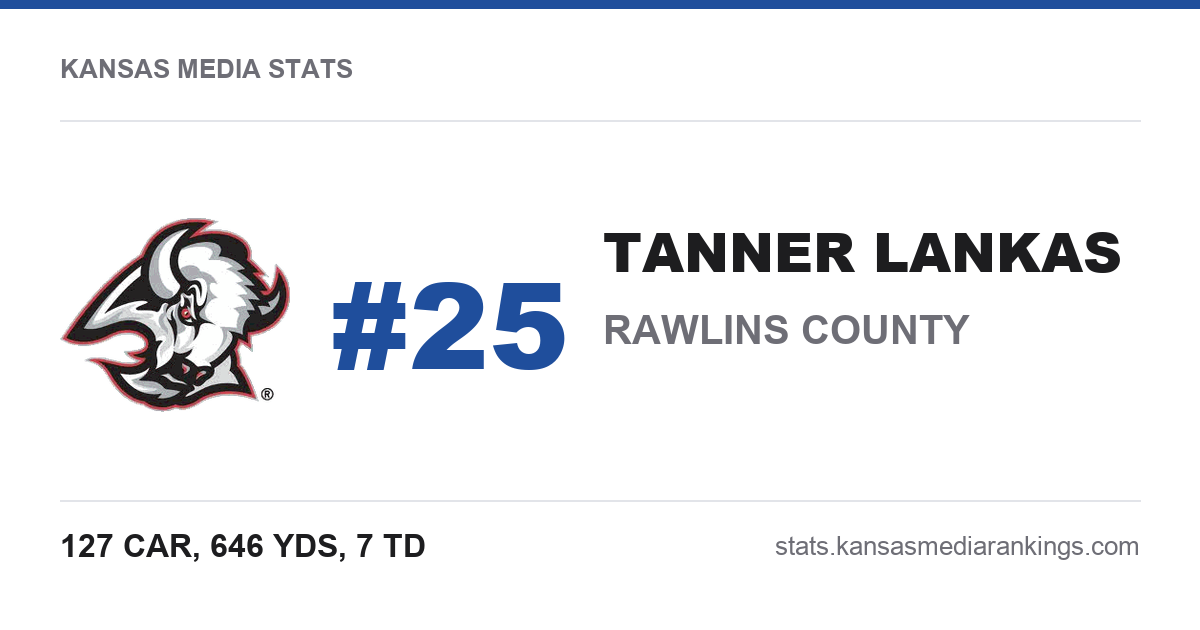 KANSAS MEDIA STATS
#25
TANNER LANKAS
RAWLINS COUNTY
®
127 CAR, 646 YDS, 7 TD
stats.kansasmediarankings.com